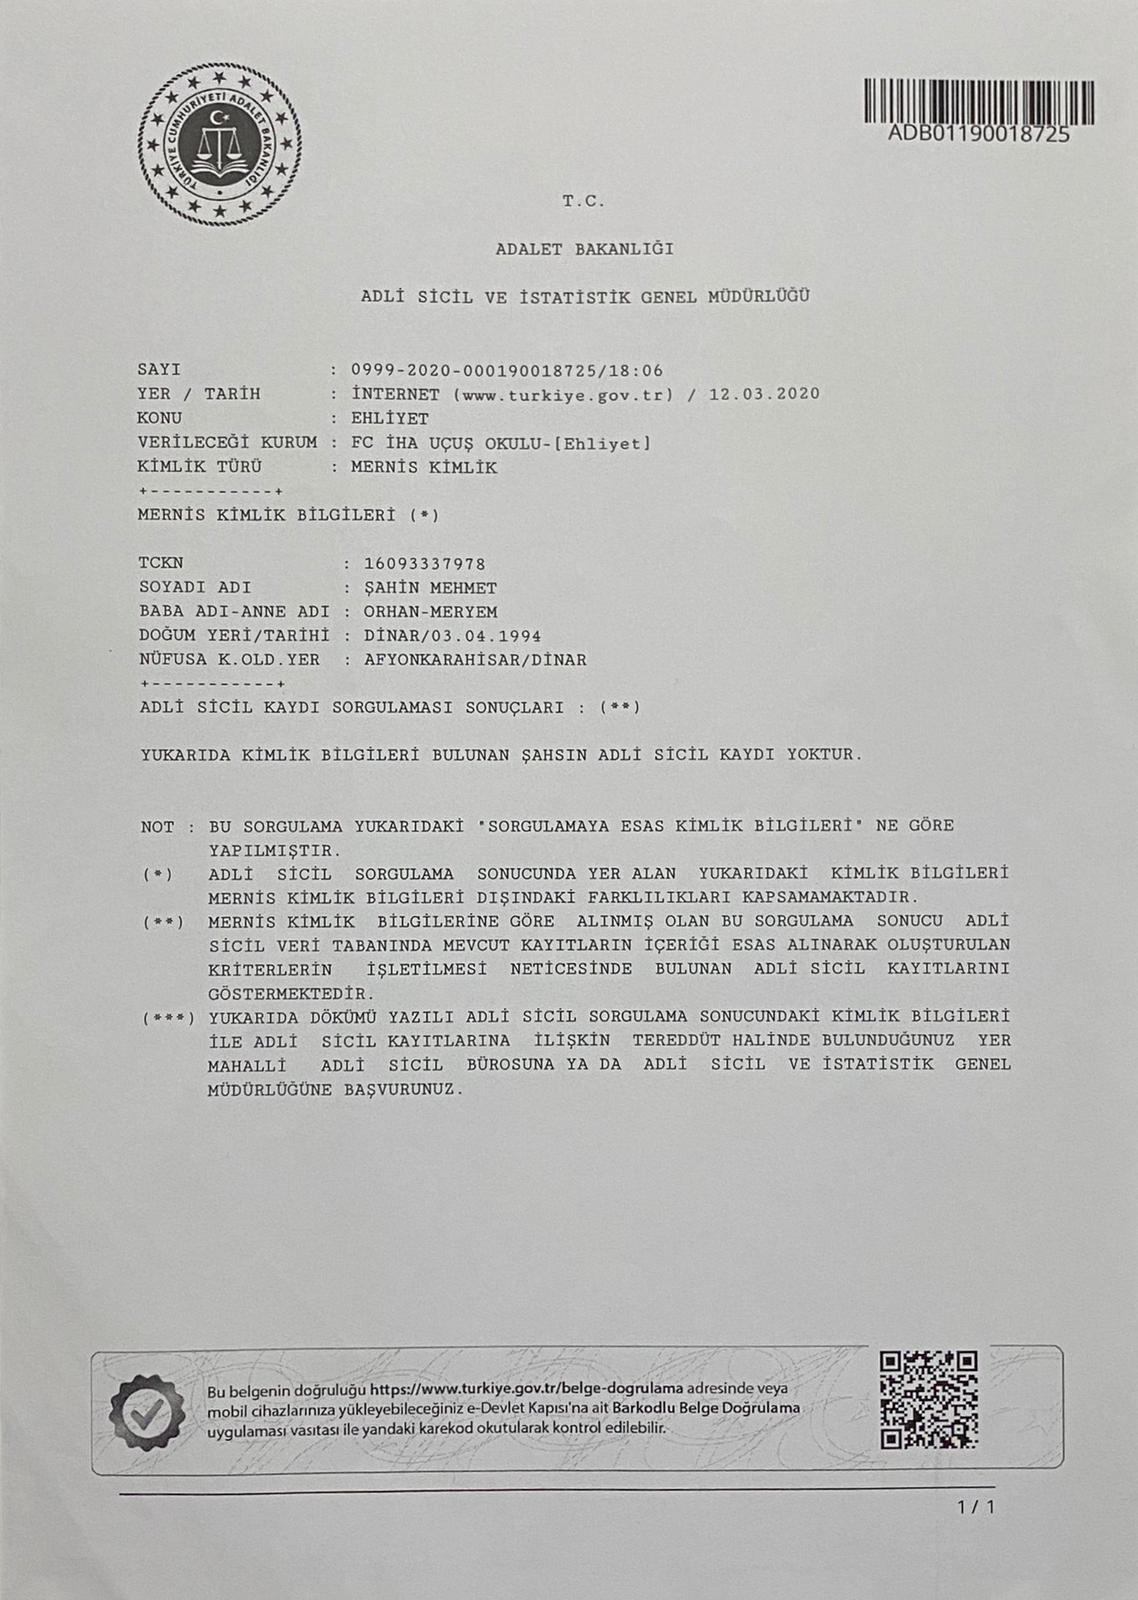 TÜRKİYE CUMHURİYETİ ADALET BAKANLIĞI
ADB01190018725
T.C.
ADALET BAKANLIĞI
ADLİ SİCİL VE İSTATİSTİK GENEL MÜDÜRLÜĞÜ
SAYI : 0999-2020-000190018725/18:06
YER / TARİH : İNTERNET (www.turkiye.gov.tr) / 12.03.2020
KONU : EHLİYET
VERİLECEĞİ KURUM : FC İHA UÇUŞ OKULU-[Ehliyet]
KİMLİK TÜRÜ : MERNİS KİMLİK
+-----------+
MERNİS KİMLİK BİLGİLERİ (*)
TCKN : 16093337978
SOYADI ADI : ŞAHİN MEHMET
BABA ADI-ANNE ADI : ORHAN-MERYEM
DOĞUM YERİ/TARİHİ : DİNAR/03.04.1994
NÜFUSA K.OLD.YER : AFYONKARAHİSAR/DİNAR
+-----------+
ADLİ SİCİL KAYDI SORGULAMASI SONUÇLARI : (**)
YUKARIDA KİMLİK BİLGİLERİ BULUNAN ŞAHSIN ADLİ SİCİL KAYDI YOKTUR.
NOT : BU SORGULAMA YUKARIDAKİ "SORGULAMAYA ESAS KİMLİK BİLGİLERİ" NE GÖRE
YAPILMIŞTIR.
(*) ADLİ SİCİL SORGULAMA SONUCUNDA YER ALAN YUKARIDAKİ KİMLİK BİLGİLERİ
MERNİS KİMLİK BİLGİLERİ DIŞINDAKİ FARKLILIKLARI KAPSAMAMAKTADIR.
(**) MERNİS KİMLİK BİLGİLERİNE GÖRE ALINMIŞ OLAN BU SORGULAMA SONUCU ADLİ
SİCİL VERİ TABANINDA MEVCUT KAYITLARIN İÇERİĞİ ESAS ALINARAK OLUŞTURULAN
KRİTERLERİN İŞLETİLMESİ NETİCESİNDE BULUNAN ADLİ SİCİL KAYITLARINI
GÖSTERMEKTEDİR.
(***) YUKARIDA DÖKÜMÜ YAZILI ADLİ SİCİL SORGULAMA SONUCUNDAKİ KİMLİK BİLGİLERİ
İLE ADLİ SİCİL KAYITLARINA İLİŞKİN TEREDDÜT HALİNDE BULUNDUĞUNUZ YER
MAHALLİ ADLİ SİCİL BÜROSUNA YA DA ADLİ SİCİL VE İSTATİSTİK GENEL
MÜDÜRLÜĞÜNE BAŞVURUNUZ.
Bu belgenin doğruluğu https://www.turkiye.gov.tr/belge-dogrulama adresinde veya
mobil cihazlarınıza yükleyebileceğiniz e-Devlet Kapısı'na ait Barkodlu Belge Doğrulama
uygulaması vasıtası ile yandaki karekod okutularak kontrol edilebilir.
1 / 1